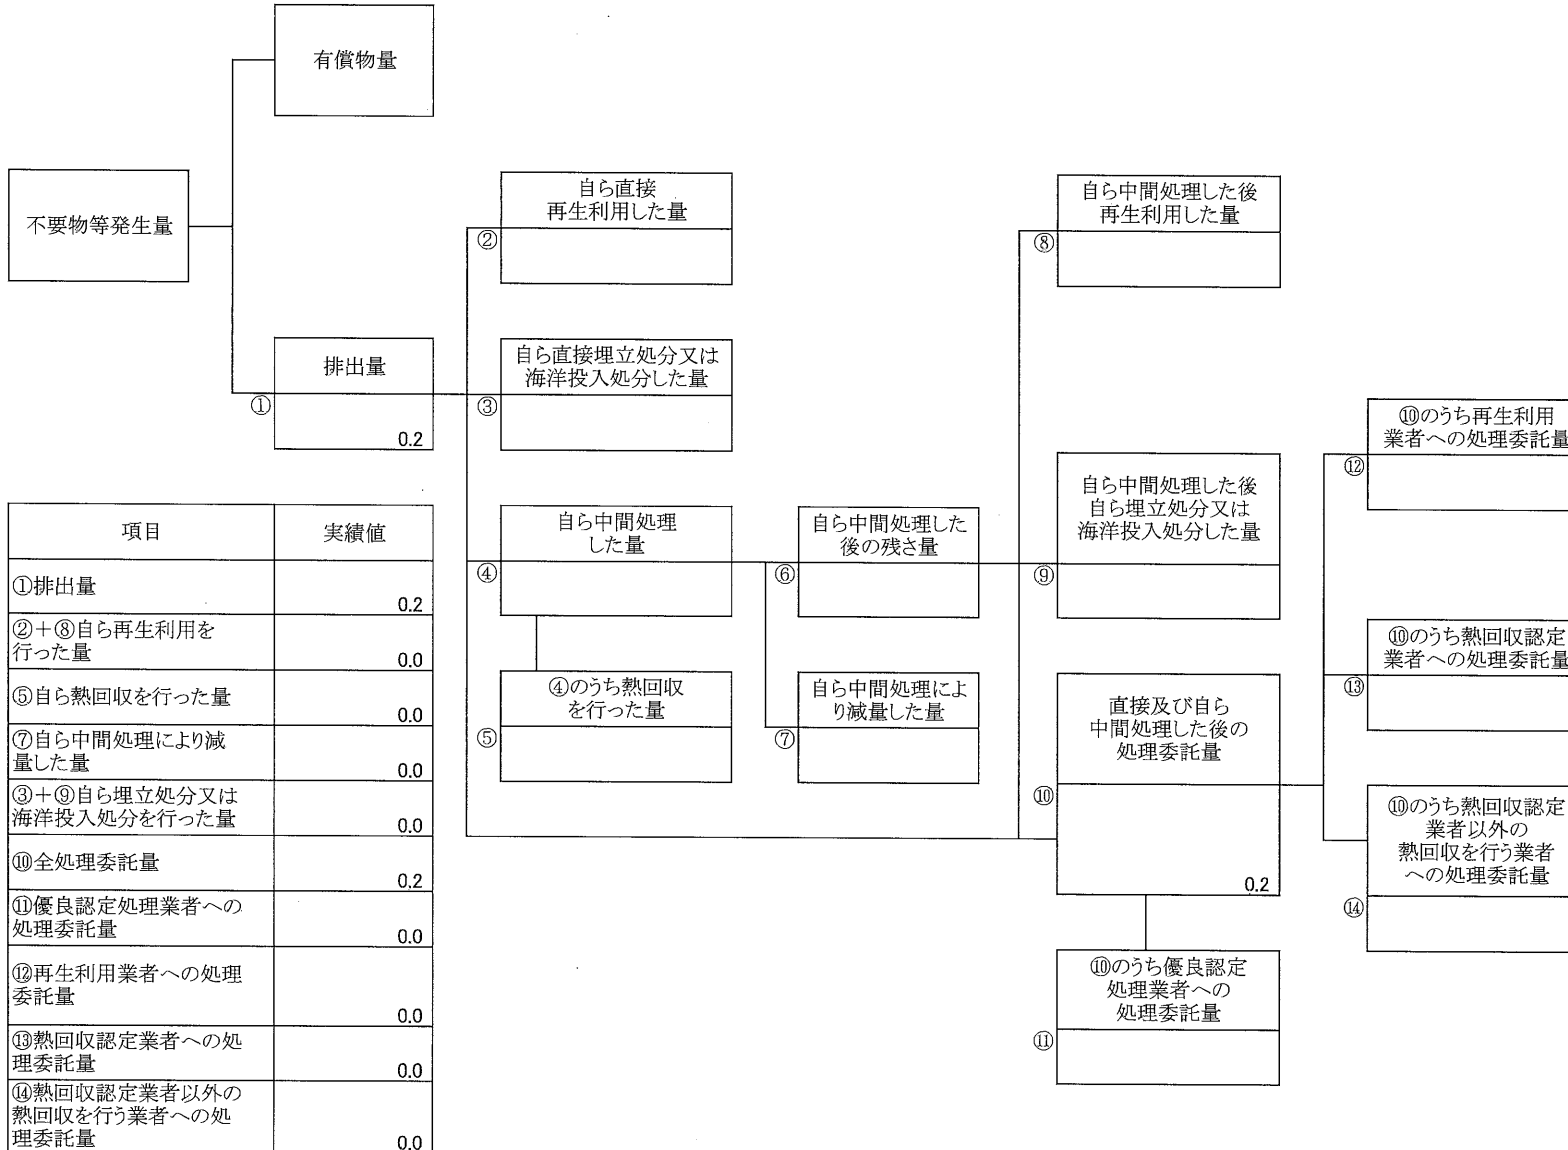 有償物量
不要物等発生量
排出量
①
0.2
自ら直接
再生利用した量
②
自ら直接埋立処分又は
海洋投入処分した量
③
自ら中間処理
した量
④
④のうち熱回収
を行った量
⑤
自ら中間処理した
後の残さ量
⑥
自ら中間処理によ
り減量した量
⑦
自ら中間処理した後
再生利用した量
⑧
自ら中間処理した後
自ら埋立処分又は
海洋投入処分した量
⑨
直接及び自ら
中間処理した後の
処理委託量
⑩
0.2
⑩のうち優良認定
処理業者への
処理委託量
⑪
⑩のうち再生利用
業者への処理委託量
⑫
⑩のうち熱回収認定
業者への処理委託量
⑬
⑩のうち熱回収認定
業者以外の
熱回収を行う業者
への処理委託量
⑭
項目 実績値
①排出量
0.2
②+⑧自ら再生利用を
行った量
0.0
⑤自ら熱回収を行った量
0.0
⑦自ら中間処理により減
量した量
0.0
③+⑨自ら埋立処分又は
海洋投入処分を行った量
0.0
⑩全処理委託量
0.2
⑪優良認定処理業者への
処理委託量
0.0
⑫再生利用業者への処理
委託量
0.0
⑬熱回収認定業者への処
理委託量
0.0
⑭熱回収認定業者以外の
熱回収を行う業者への処
理委託量
0.0